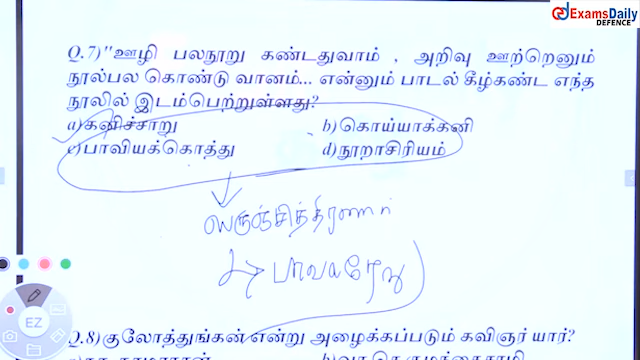 ExamsDaily
DEFENCE
Q.7)"ஊழி பலநூறு கண்டதுவாம் , அறிவு ஊற்றெனும்
நூல்பல கொண்டு வானம்... என்னும் பாடல் கீழ்கண்ட எந்த
நூலில் இடம்பெற்றுள்ளது?
a)கனிச்சாறு b)கொய்யாக்கனி
c)பாவியக்கொத்து d)நூறாசிரியம்
பெருஞ்சித்திரனார்
பாவலரேறு
EZ
Q.8)குலோத்துங்கன் என்று அழைக்கப்படும் கவிஞர் யார்?